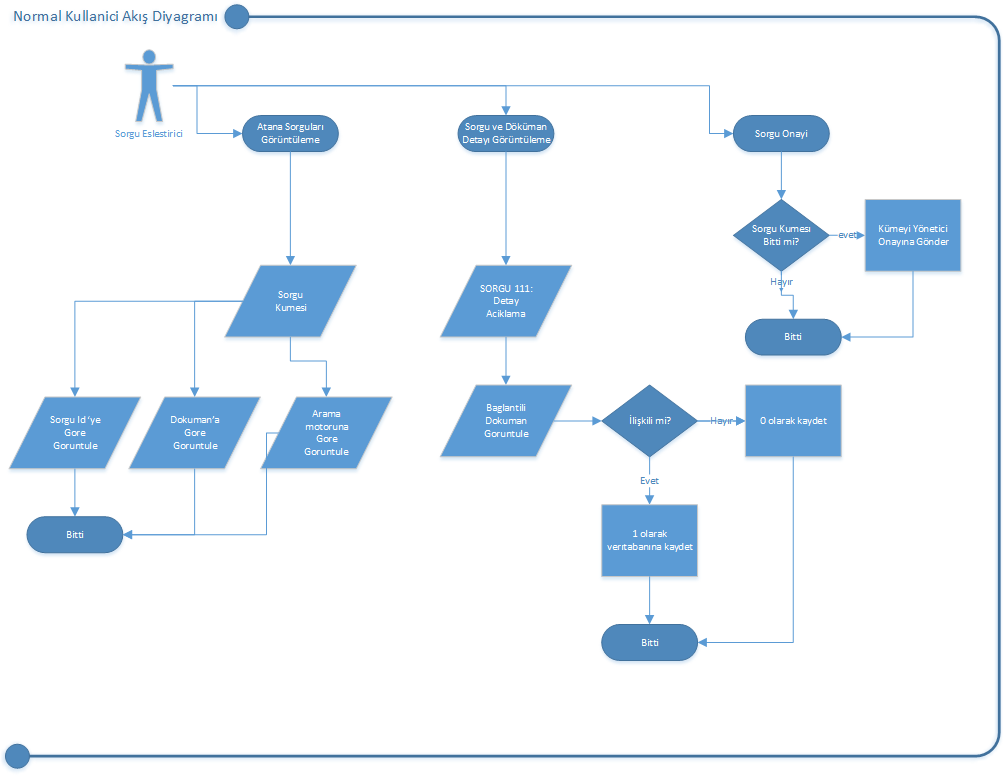 Normal Kullanici Akış Diyagramı
Sorgu Eslestirici
Atana Sorguları
Görüntüleme
Sorgu ve Döküman
Detayı Görüntüleme
Sorgu Onayi
Sorgu Kumesı
Bitti mi?
evet
Kümeyi Yönetici
Onayına Gönder
Hayır
Bitti
Sorgu
Kumesi
SORGU 111:
Detay
Aciklama
Sorgu Id 'ye
Gore
Goruntule
Dokuman'a
Gore
Goruntule
Arama
motoruna
Gore
Goruntule
Baglantili
Dokuman
Goruntule
İlişkili mi?
Hayır
0 olarak kaydet
Evet
1 olarak
verıtabanına kaydet
Bitti
Bitti